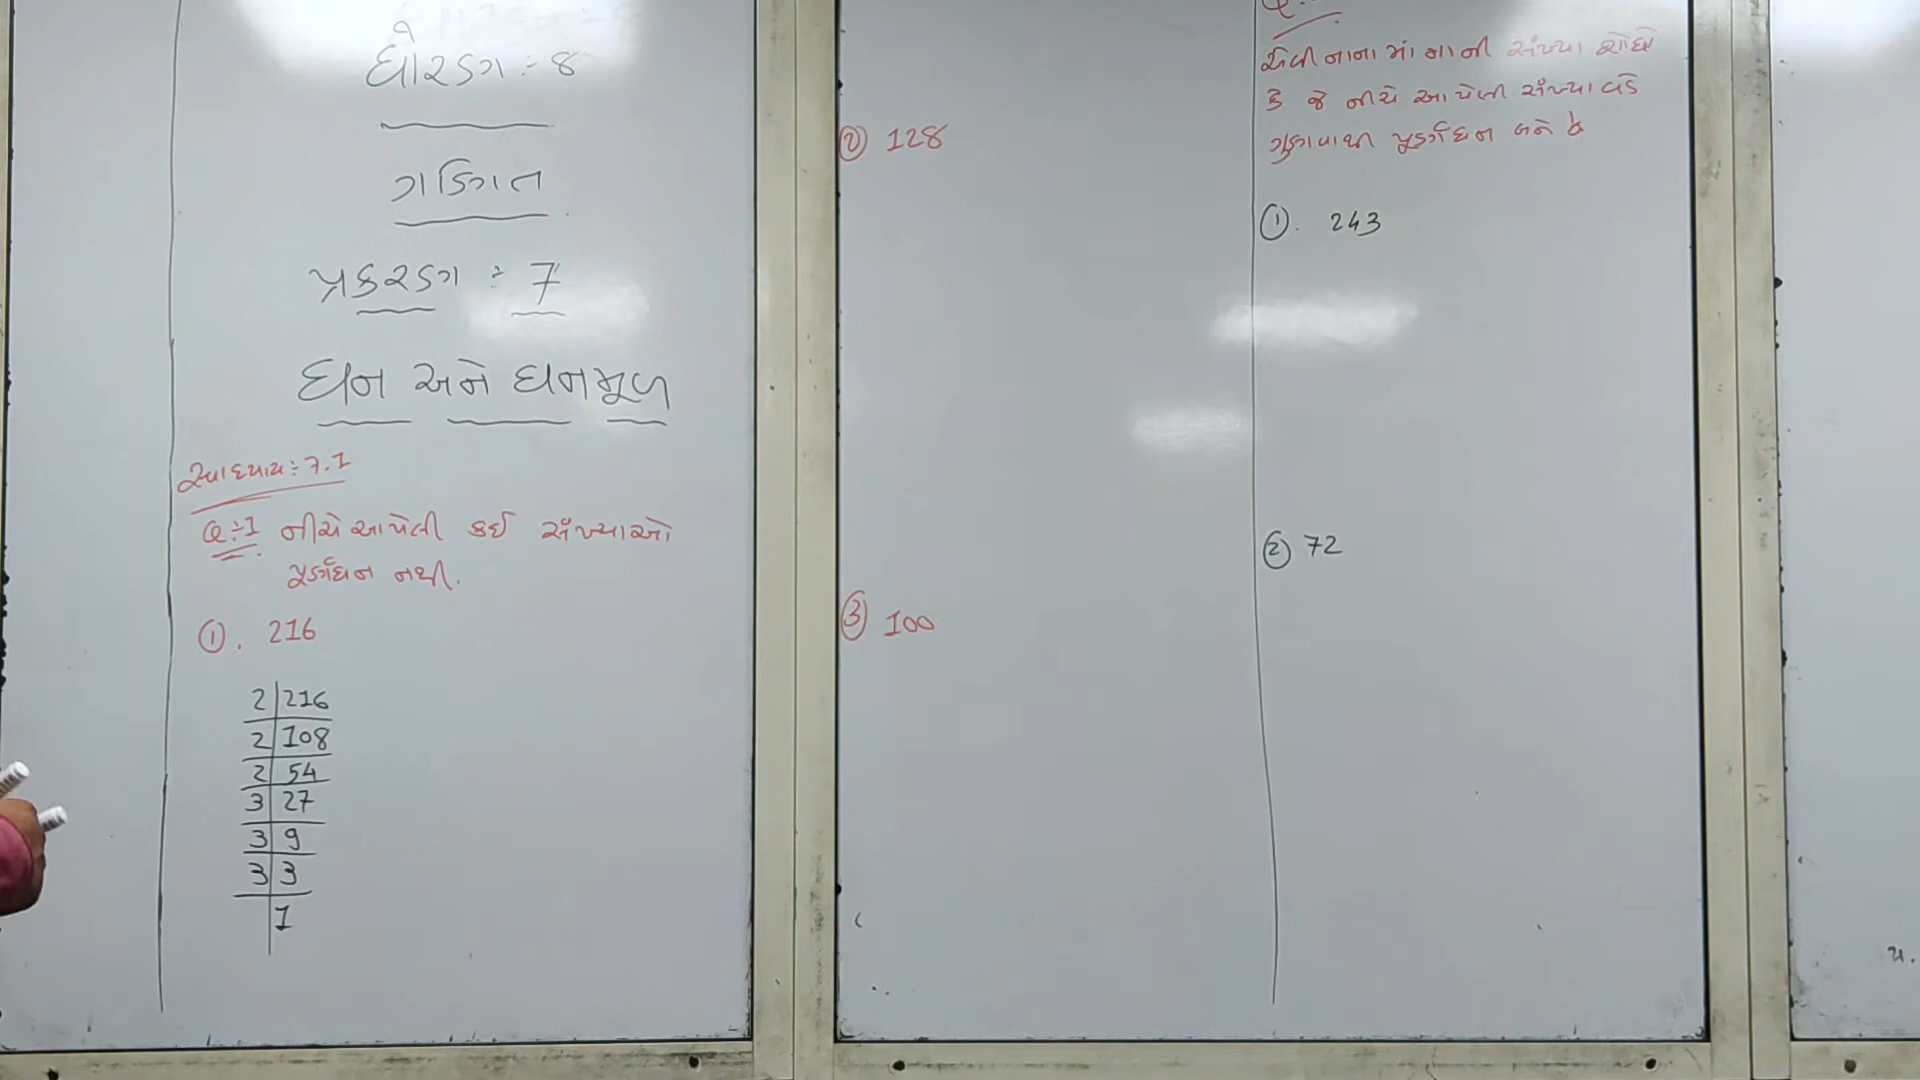 ધોરણ :- 8
ગણિત
પ્રકરણ :- 7
ઘન અને ઘનમૂળ
સ્વાધ્યાય :- 7.1
Q:-1 નીચે આપેલી કઈ સંખ્યાઓ
પૂર્ણઘન નથી.
①. 216
2 | 216
2 | 108
2 | 54
3 | 27
3 | 9
3 | 3
1
② 128
③ 100
એવી નાનામાં નાની સંખ્યા શોધો
કે જે નીચે આપેલી સંખ્યા વડે
ગુણવાથી પૂર્ણઘન બને છે
①. 243
② 72